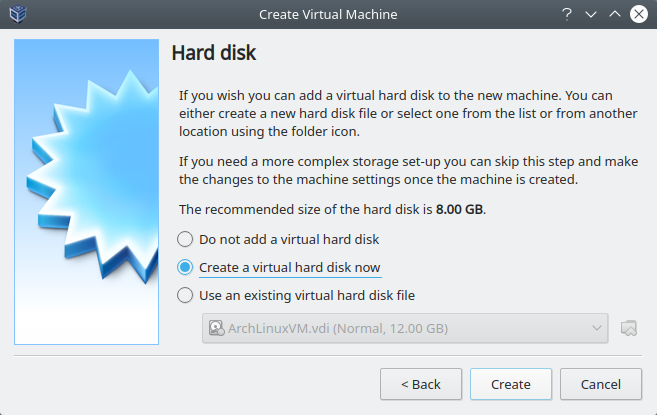 Create Virtual Machine
Hard disk
If you wish you can add a virtual hard disk to the new machine. You can
either create a new hard disk file or select one from the list or from another
location using the folder icon.
If you need a more complex storage set-up you can skip this step and make
the changes to the machine settings once the machine is created.
The recommended size of the hard disk is 8.00 GB.
Do not add a virtual hard disk
Create a virtual hard disk now
Use an existing virtual hard disk file
ArchLinuxVM.vdi (Normal, 12.00 GB)
< Back
Create
Cancel